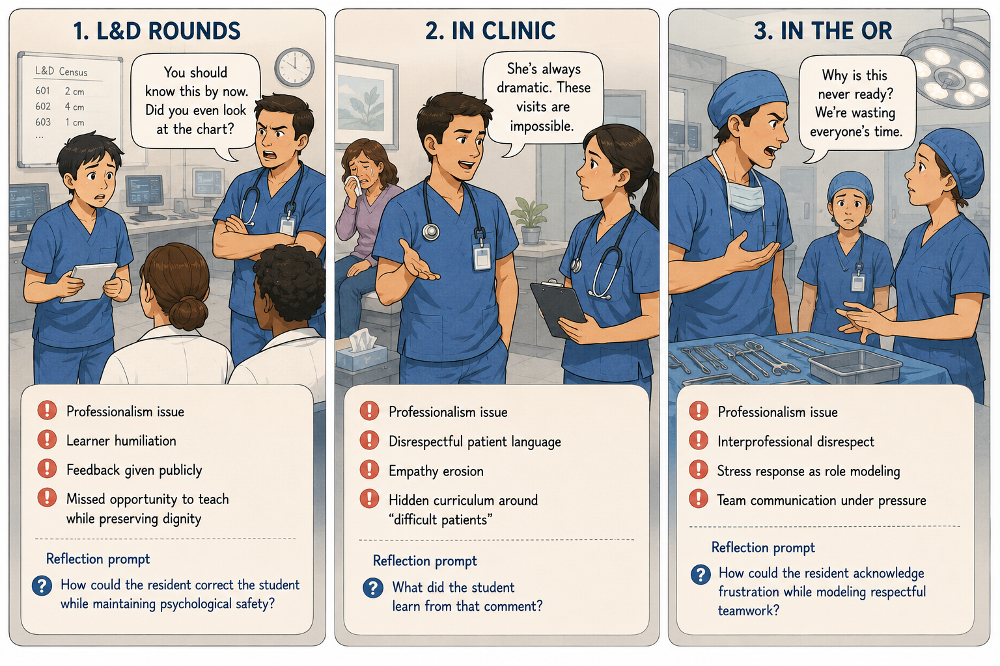 1. L&D ROUNDS
L&D Census
601 2 cm
602 4 cm
603 1 cm
...
You should
know this by now.
Did you even look
at the chart?
Professionalism issue
Learner humiliation
Feedback given publicly
Missed opportunity to teach
while preserving dignity
Reflection prompt
How could the resident correct the student
while maintaining psychological safety?
2. IN CLINIC
She's always
dramatic. These
visits are
impossible.
Professionalism issue
Disrespectful patient language
Empathy erosion
Hidden curriculum around
“difficult patients”
Reflection prompt
What did the student
learn from that comment?
3. IN THE OR
Why is this
never ready?
We're wasting
everyone's time.
Professionalism issue
Interprofessional disrespect
Stress response as role modeling
Team communication under pressure
Reflection prompt
How could the resident acknowledge
frustration while modeling respectful
teamwork?